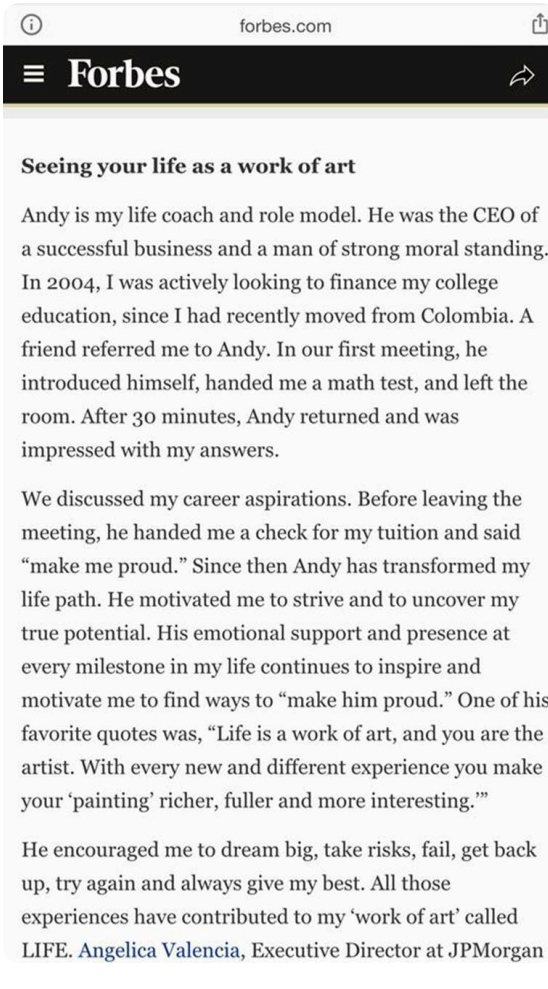 forbes.com
Forbes
Seeing your life as a work of art
Andy is my life coach and role model. He was the CEO of
a successful business and a man of strong moral standing.
In 2004, I was actively looking to finance my college
education, since I had recently moved from Colombia. A
friend referred me to Andy. In our first meeting, he
introduced himself, handed me a math test, and left the
room. After 30 minutes, Andy returned and was
impressed with my answers.
We discussed my career aspirations. Before leaving the
meeting, he handed me a check for my tuition and said
“make me proud.” Since then Andy has transformed my
life path. He motivated me to strive and to uncover my
true potential. His emotional support and presence at
every milestone in my life continues to inspire and
motivate me to find ways to “make him proud.” One of his
favorite quotes was, “Life is a work of art, and you are the
artist. With every new and different experience you make
your ‘painting’ richer, fuller and more interesting.’”
He encouraged me to dream big, take risks, fail, get back
up, try again and always give my best. All those
experiences have contributed to my ‘work of art’ called
LIFE. Angelica Valencia, Executive Director at JPMorgan